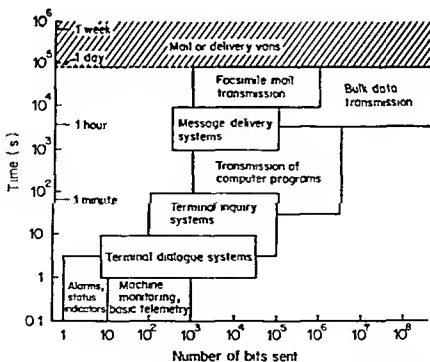 10⁶
1 week
Mail or delivery vans
10⁵
1 day
Facsimile mail
transmission
Bulk data
transmission
10⁴
1 hour
Message delivery
systems
10³
Transmission of
computer programs
10²
1 minute
Terminal inquiry
systems
10
Terminal dialogue systems
1
Alarms,
status
indicators
Machine
monitoring,
basic telemetry
0·1
Time (s)
1 10 10² 10³ 10⁴ 10⁵ 10⁶ 10⁷ 10⁸
Number of bits sent